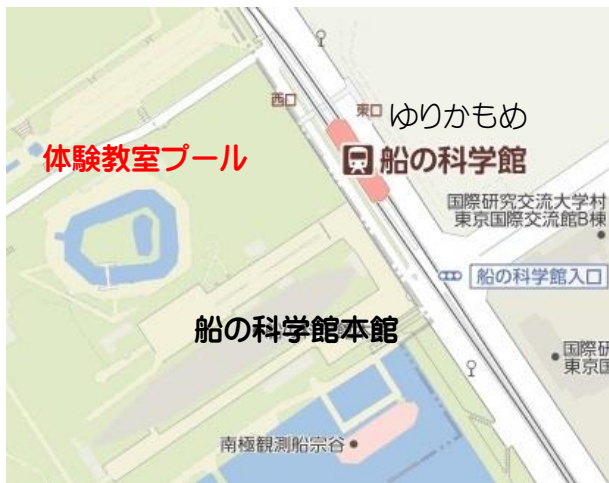 西口
東口
ゆりかもめ
体験教室プール
船の科学館
国際研究交流大学村
東京国際交流館B棟
船の科学館入口
船の科学館本館
国際研
東京国
南極観測船宗谷